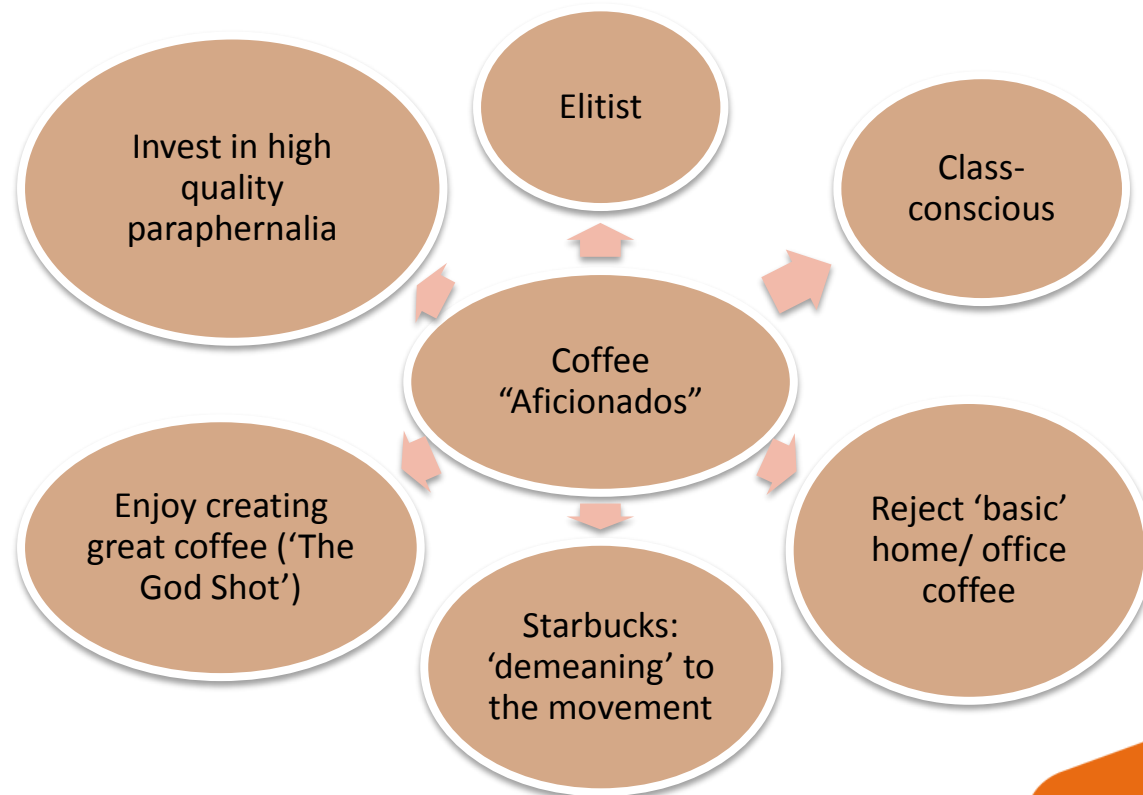 Elitist
Invest in high
quality
paraphernalia
Class-
conscious
Coffee
“Aficionados”
Enjoy creating
great coffee (‘The
God Shot’)
Reject ‘basic’
home/ office
coffee
Starbucks:
‘demeaning’ to
the movement